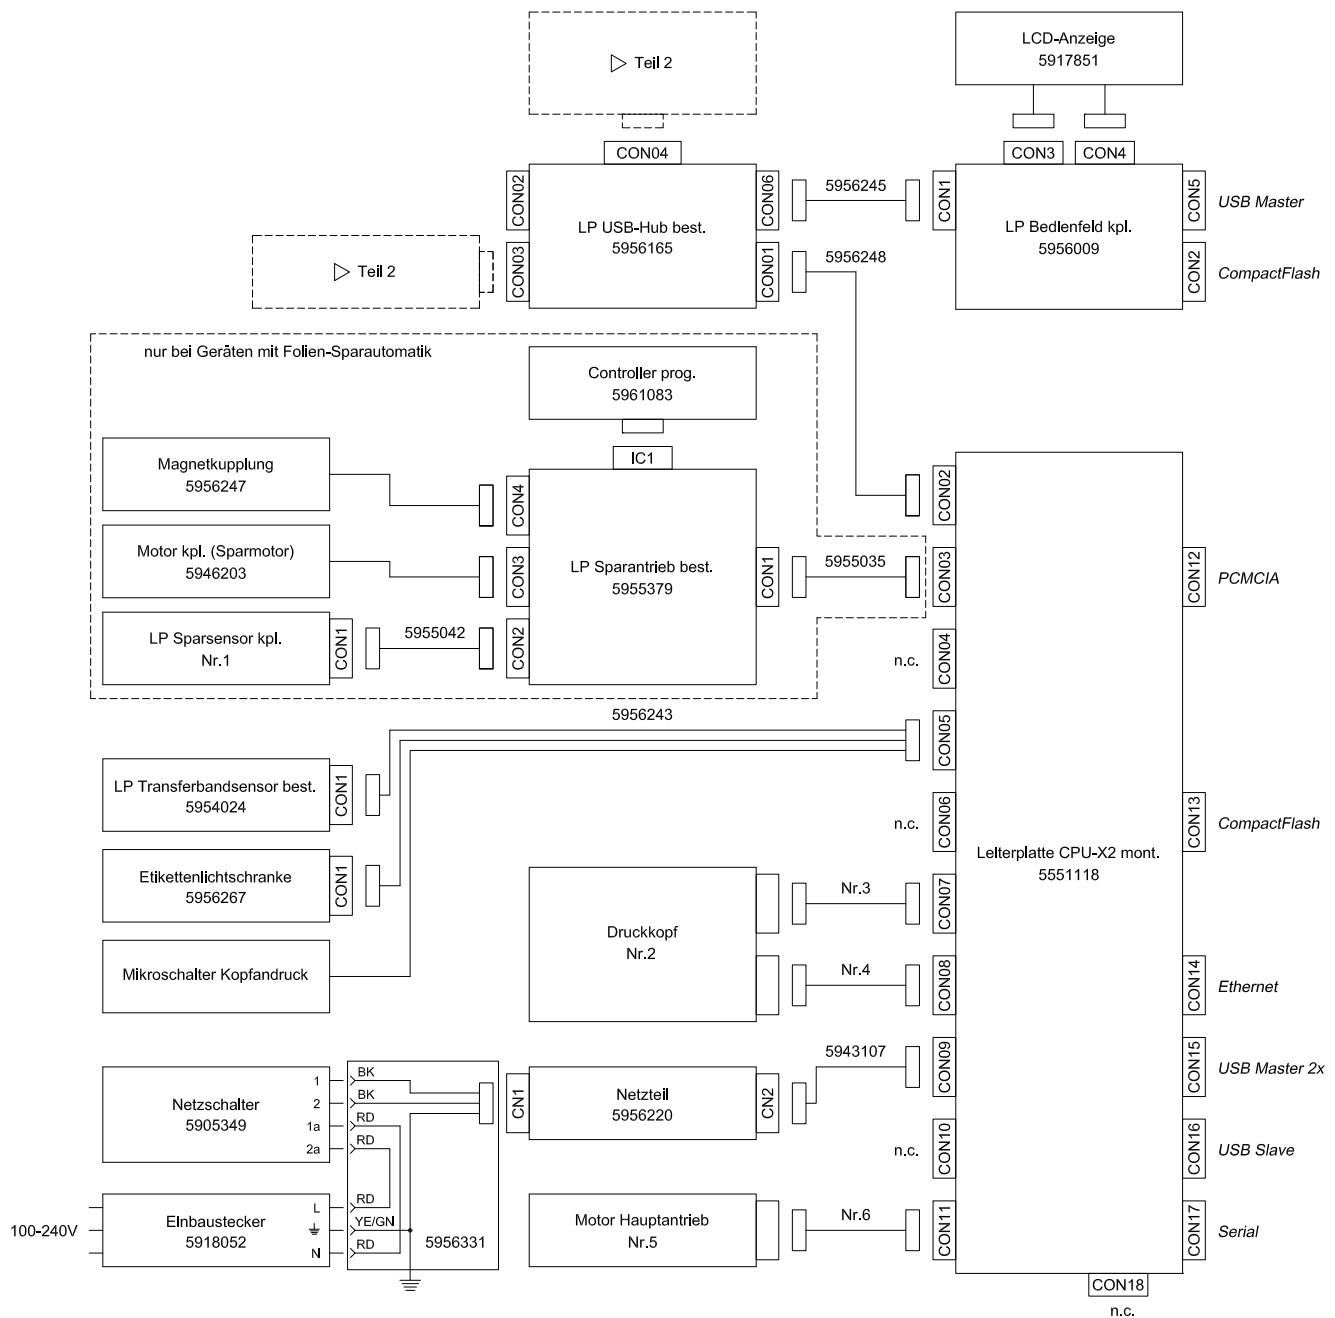 Teil 2
LCD-Anzeige
5917851
CON04
CON3
CON4
CON02
CON03
LP USB-Hub best.
5956165
CON06
CON01
5956245
5956248
CON1
LP Bedienfeld kpl.
5956009
CON5
CON2
USB Master
CompactFlash
Teil 2
nur bei Geräten mit Folien-Sparautomatik
Controller prog.
5961083
IC1
Magnetkupplung
5956247
Motor kpl. (Sparmotor)
5946203
LP Sparsensor kpl.
Nr.1
CON1
5955042
CON4
CON3
CON2
LP Sparantrieb best.
5955379
CON1
5955035
5956243
LP Transferbandsensor best.
5954024
CON1
Etikettenlichtschranke
5956267
CON1
Mikroschalter Kopfandruck
Druckkopf
Nr.2
Nr.3
Nr.4
Netzschalter
5905349
1
2
1a
2a
BK
BK
RD
RD
100-240V
Einbaustecker
5918052
L
N
RD
YE/GN
RD
5956331
CN1
Netzteil
5956220
CN2
5943107
Motor Hauptantrieb
Nr.5
Nr.6
CON02
CON03
n.c.
CON04
CON05
n.c.
CON06
CON07
CON08
CON09
n.c.
CON10
CON11
Leiterplatte CPU-X2 mont.
5551118
CON12
PCMCIA
CON13
CompactFlash
CON14
Ethernet
CON15
USB Master 2x
CON16
USB Slave
CON17
Serial
CON18
n.c.